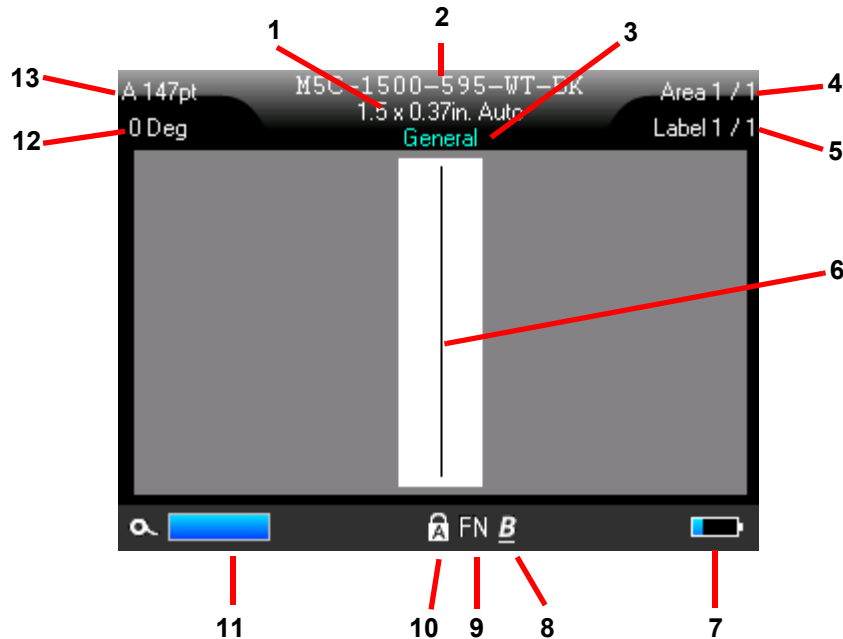 2
1
3
13
4
A 147pt
M5C-1500-595-WT-BK
Area 1 / 1
1.5 x 0.37in. Auto
12
0 Deg
General
Label 1 / 1
5
6
A
FN B
11
10
9
8
7